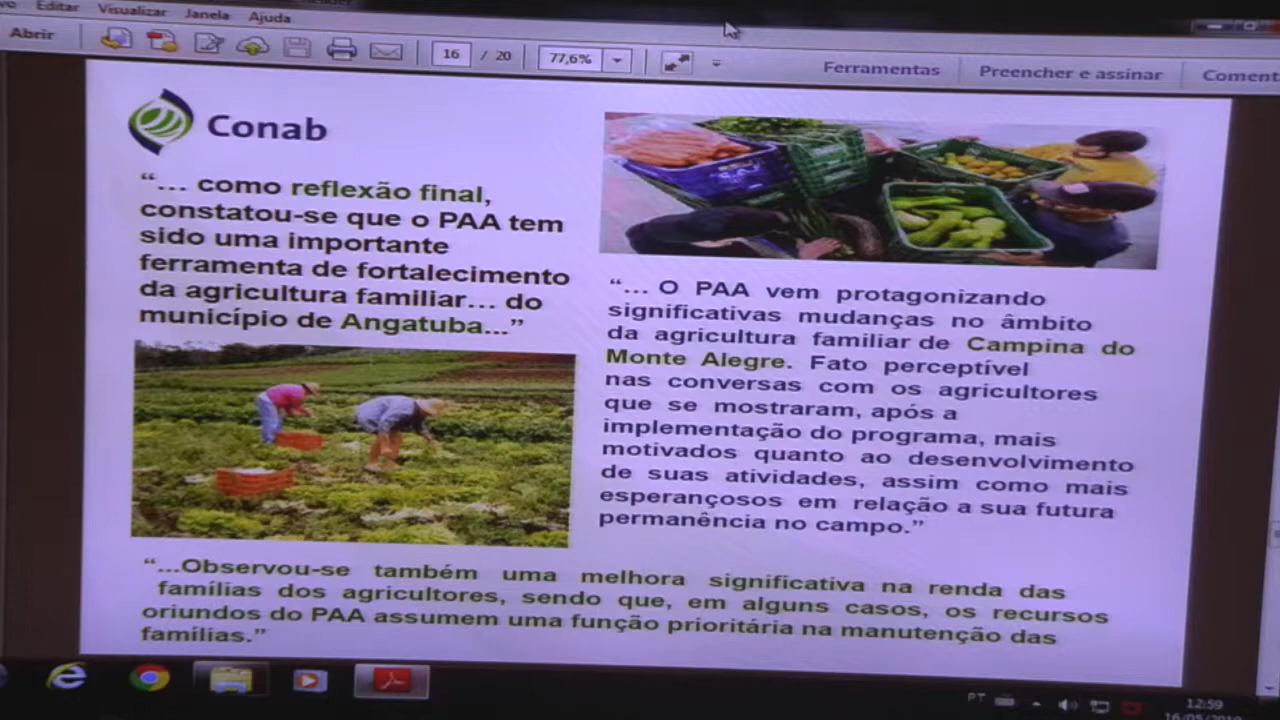 Editar Visualizar Janela Ajuda
Abrir
16 / 20
77,6%
Ferramentas
Preencher e assinar
Coment
Conab
“... como reflexão final,
constatou-se que o PAA tem
sido uma importante
ferramenta de fortalecimento
da agricultura familiar... do
município de Angatuba...”
“... O PAA vem protagonizando
significativas mudanças no âmbito
da agricultura familiar de Campina do
Monte Alegre. Fato perceptível
nas conversas com os agricultores
que se mostraram, após a
implementação do programa, mais
motivados quanto ao desenvolvimento
de suas atividades, assim como mais
esperançosos em relação a sua futura
permanência no campo.”
“...Observou-se também uma melhora significativa na renda das
famílias dos agricultores, sendo que, em alguns casos, os recursos
oriundos do PAA assumem uma função prioritária na manutenção das
famílias.”
PT
12:59